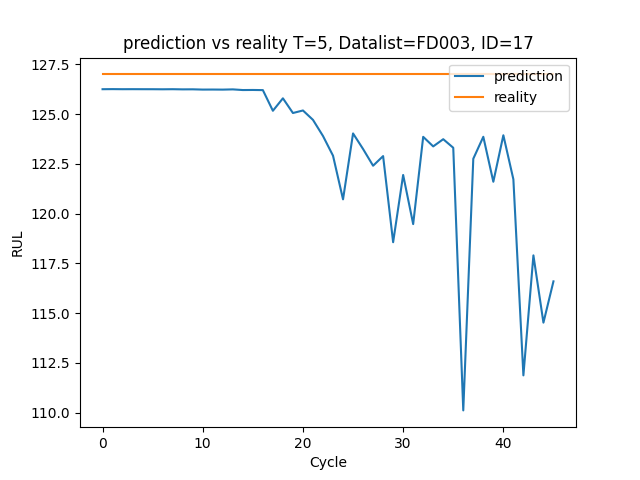 prediction vs reality T=5, Datalist=FD003, ID=17
127.5
125.0
122.5
120.0
117.5
115.0
112.5
110.0
RUL
prediction
reality
0
10
20
30
40
Cycle